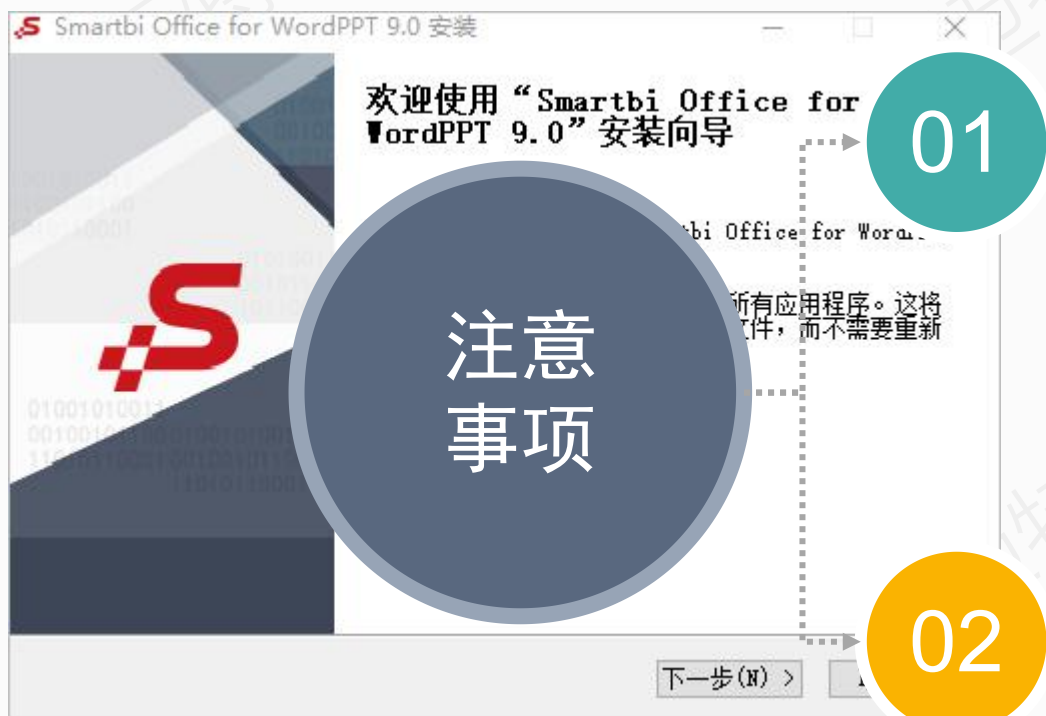 Smartbi Office for WordPPT 9.0 安装
欢迎使用“Smartbi Office for
WordPPT 9.0”安装向导
01
bi Office for
所有应用程序。这将
件，而不需要重新
注意
事项
02
下一步(N) >